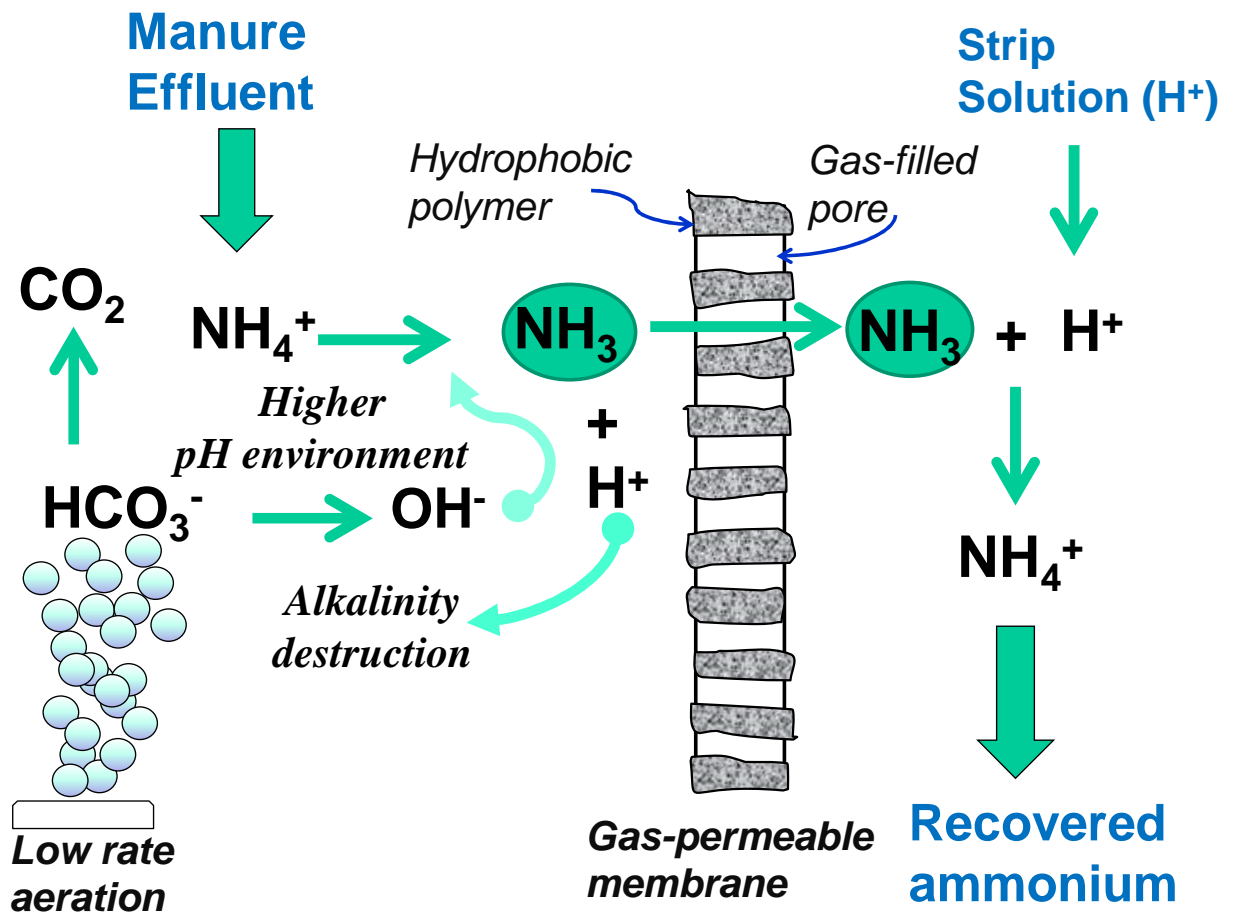 Manure
Effluent
Strip
Solution (H⁺)
Hydrophobic
polymer
Gas-filled
pore
CO₂
NH₄⁺
NH₃
NH₃ + H⁺
Higher
pH environment
+
H⁺
HCO₃⁻
OH⁻
NH₄⁺
Alkalinity
destruction
Low rate
aeration
Gas-permeable
membrane
Recovered
ammonium